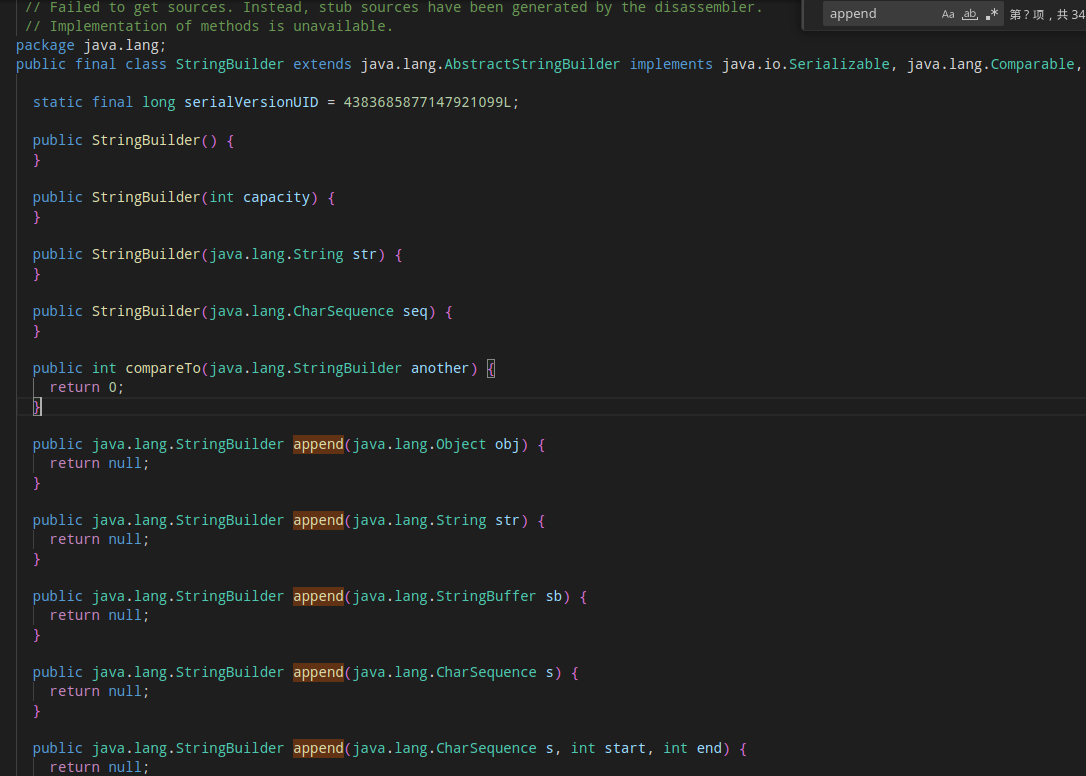 // Failed to get sources. Instead, stub sources have been generated by the disassembler.
// Implementation of methods is unavailable.
append Aa ab .* 第 ? 项 , 共 34
package java.lang;
public final class StringBuilder extends java.lang.AbstractStringBuilder implements java.io.Serializable, java.lang.Comparable,
static final long serialVersionUID = 4383685877147921099L;
public StringBuilder() {
}
public StringBuilder(int capacity) {
}
public StringBuilder(java.lang.String str) {
}
public StringBuilder(java.lang.CharSequence seq) {
}
public int compareTo(java.lang.StringBuilder another) {
return 0;
}
public java.lang.StringBuilder append(java.lang.Object obj) {
return null;
}
public java.lang.StringBuilder append(java.lang.String str) {
return null;
}
public java.lang.StringBuilder append(java.lang.StringBuffer sb) {
return null;
}
public java.lang.StringBuilder append(java.lang.CharSequence s) {
return null;
}
public java.lang.StringBuilder append(java.lang.CharSequence s, int start, int end) {
return null;